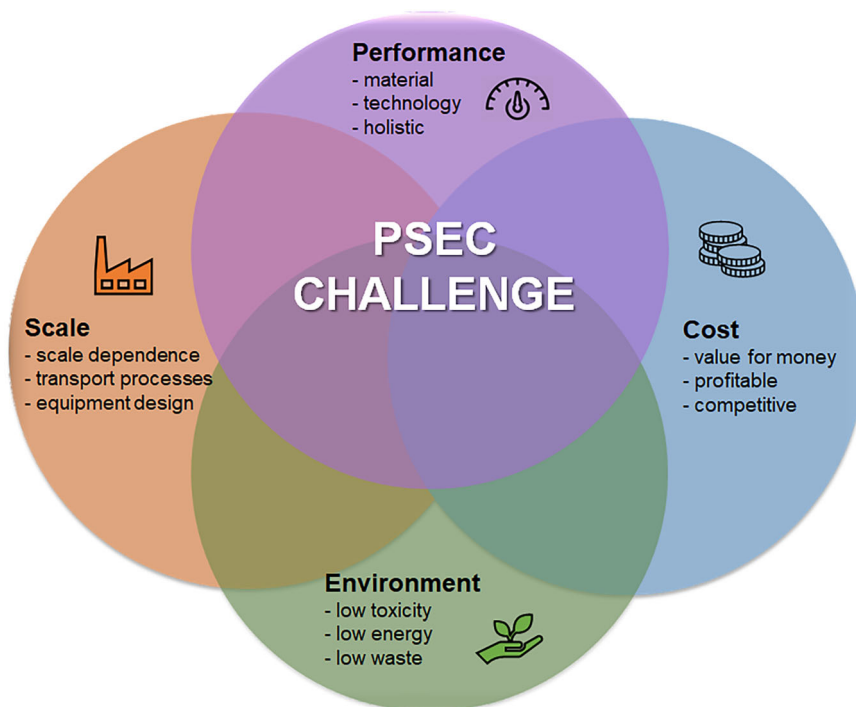 Performance
- material
- technology
- holistic
PSEC
CHALLENGE
Scale
- scale dependence
- transport processes
- equipment design
Cost
- value for money
- profitable
- competitive
Environment
- low toxicity
- low energy
- low waste